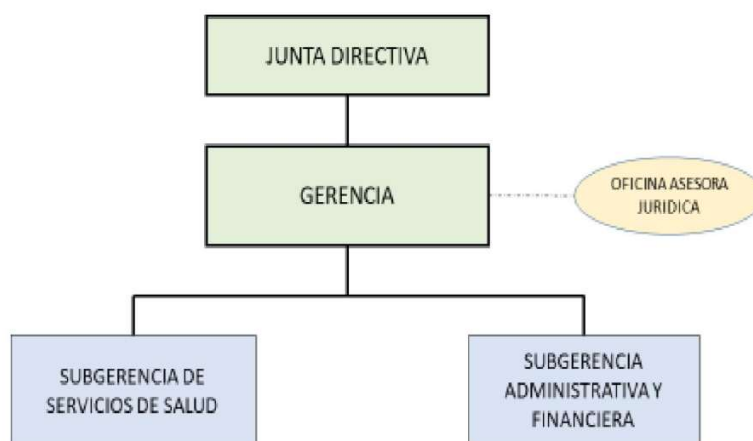 JUNTA DIRECTIVA
GERENCIA
OFICINA ASESORA
JURIDICA
SUBGERENCIA DE
SERVICIOS DE SALUD
SUBGERENCIA
ADMINISTRATIVA Y
FINANCIERA